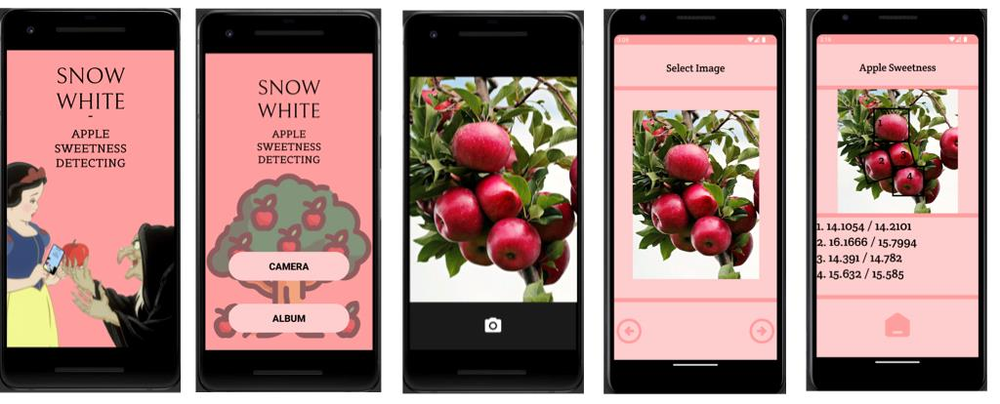 SNOW
WHITE
-
APPLE
SWEETNESS
DETECTING
SNOW
WHITE
APPLE
SWEETNESS
DETECTING
CAMERA
ALBUM
Select Image
Apple Sweetness
1
2
3
4
1. 14.1054 / 14.2101
2. 16.1666 / 15.7994
3. 14.391 / 14.782
4. 15.632 / 15.585